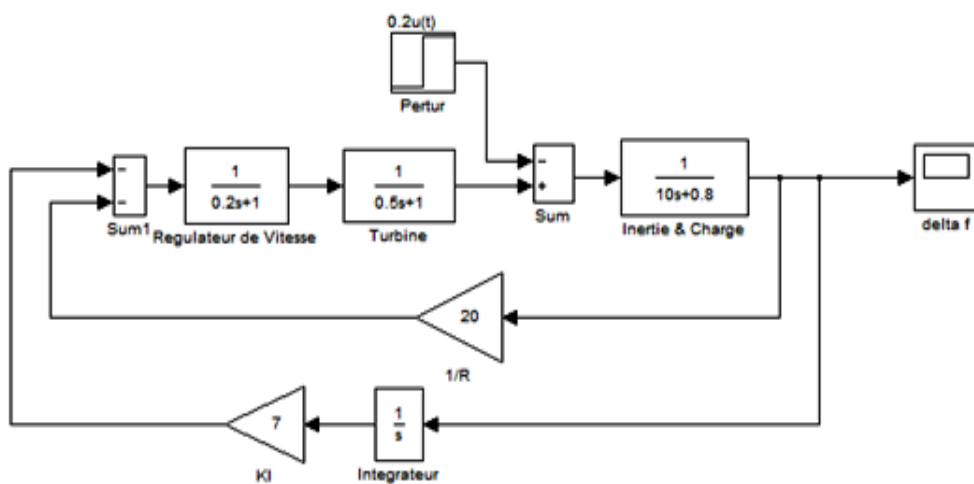 0.2u(t)
Pertur
1
0.2s+1
1
0.5s+1
1
10s+0.8
Sum1
Regulateur de Vitesse
Turbine
Sum
Inertie & Charge
delta f
20
1/R
7
1
s
KI
Integrateur